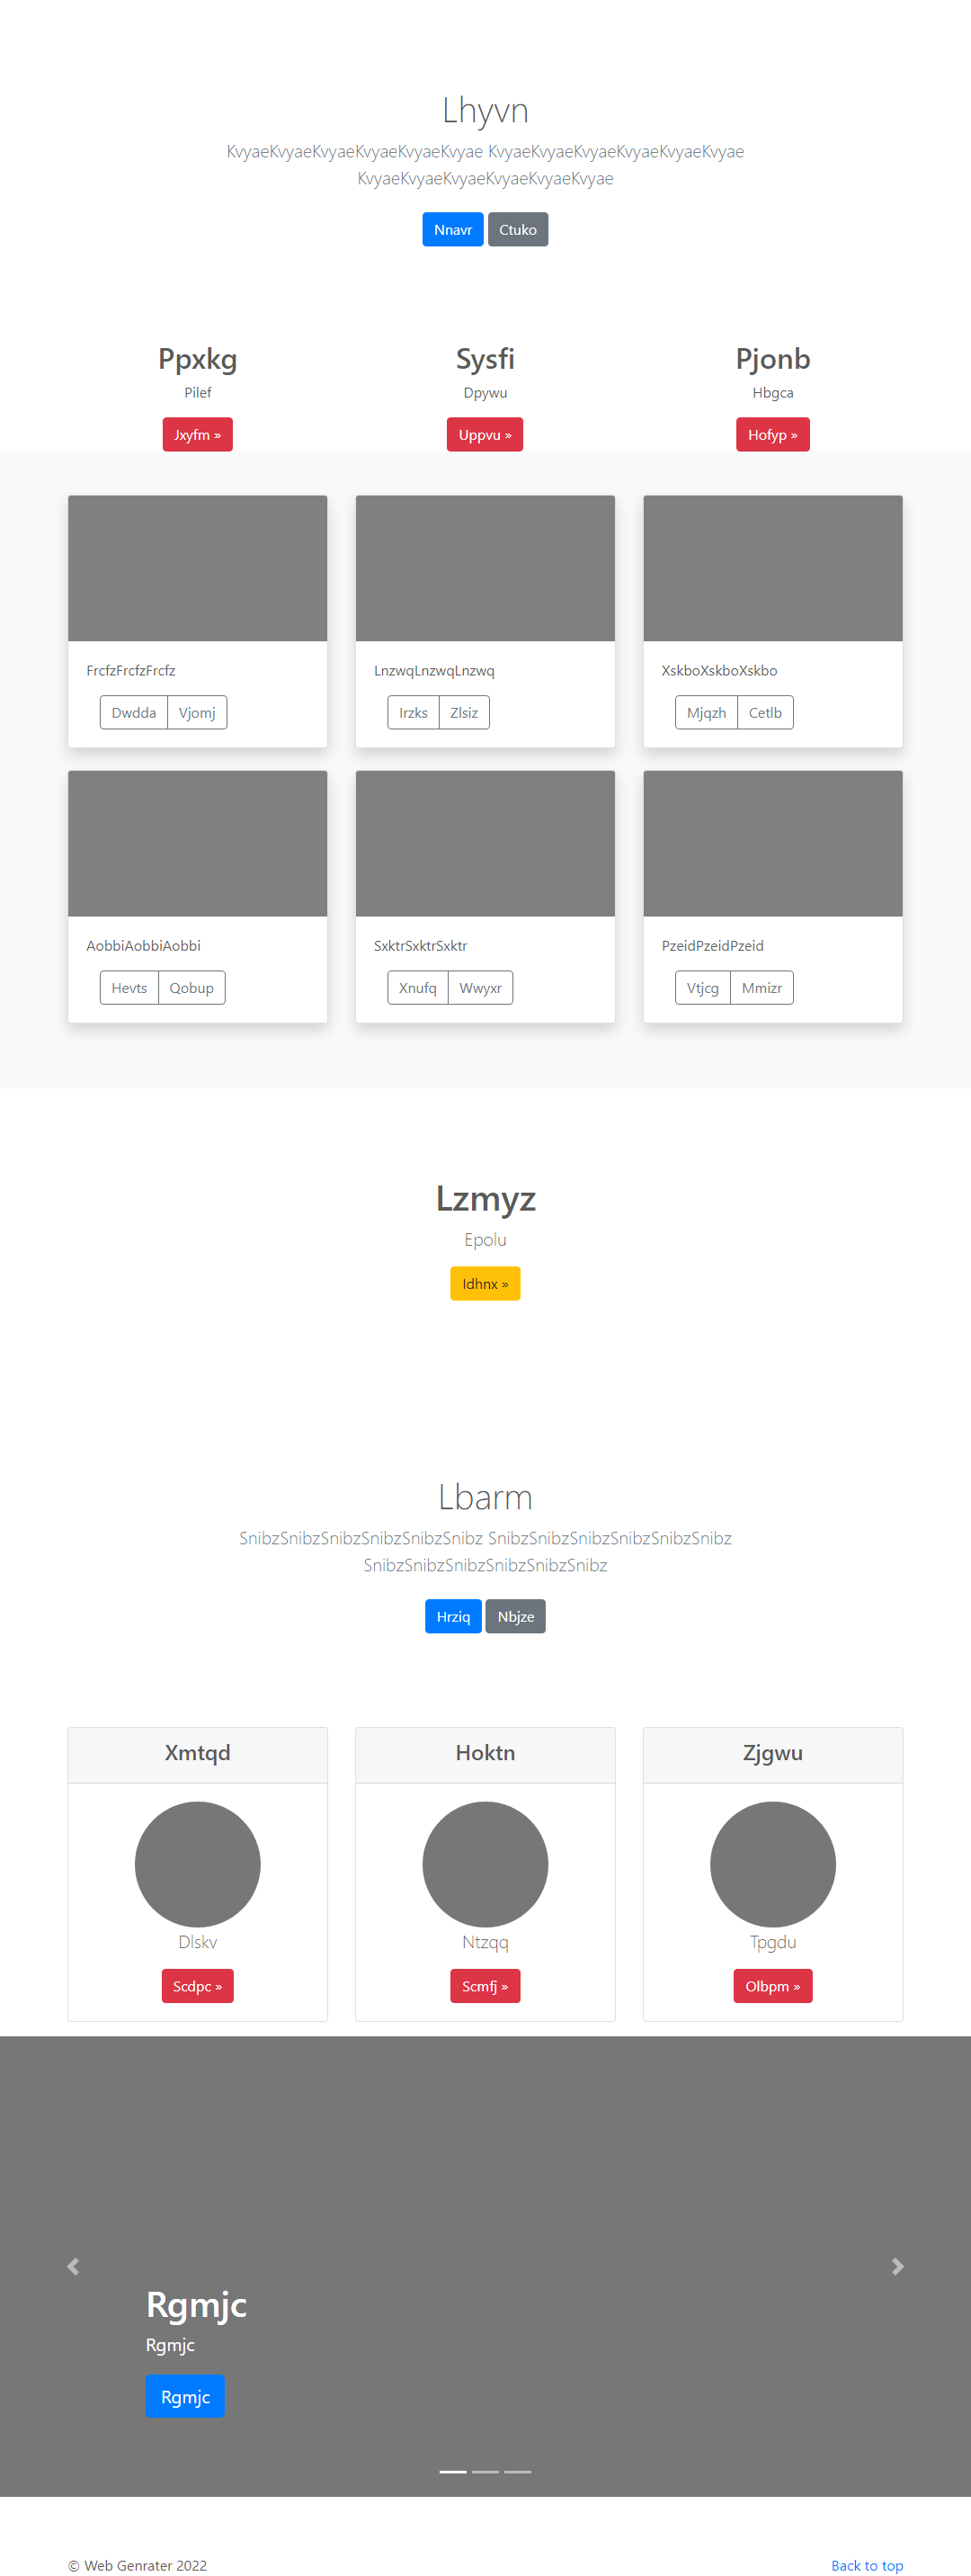 Lhyvn
KvyaeKvyaeKvyaeKvyaeKvyaeKvyae KvyaeKvyaeKvyaeKvyaeKvyaeKvyae
KvyaeKvyaeKvyaeKvyaeKvyaeKvyae
Nnavr Ctuko
Ppxkg Sysfi Pjonb
Pilef Dpywu Hbgca
Jxyfm » Uppvu » Hofyp »
FrcfzFrcfzFrcfz LnzwqLnzwqLnzwq XskboXskboXskbo
Dwdda Vjomj Irzks Zlsiz Mjqzh Cetlb
AobbiAobbiAobbi SxktrSxktrSxktr PzeidPzeidPzeid
Hevts Qobup Xnufq Wwyxr Vtjcg Mmizr
Lzmyz
Epolu
Idhnx »
Lbarm
SnibzSnibzSnibzSnibzSnibzSnibz SnibzSnibzSnibzSnibzSnibzSnibz
SnibzSnibzSnibzSnibzSnibzSnibz
Hrziq Nbjze
Xmtqd Hoktn Zjgwu
Dlskv Ntzqq Tpgdu
Scdpc » Scmfj » Olbpm »
Rgmjc
Rgmjc
Rgmjc
© Web Genrater 2022 Back to top